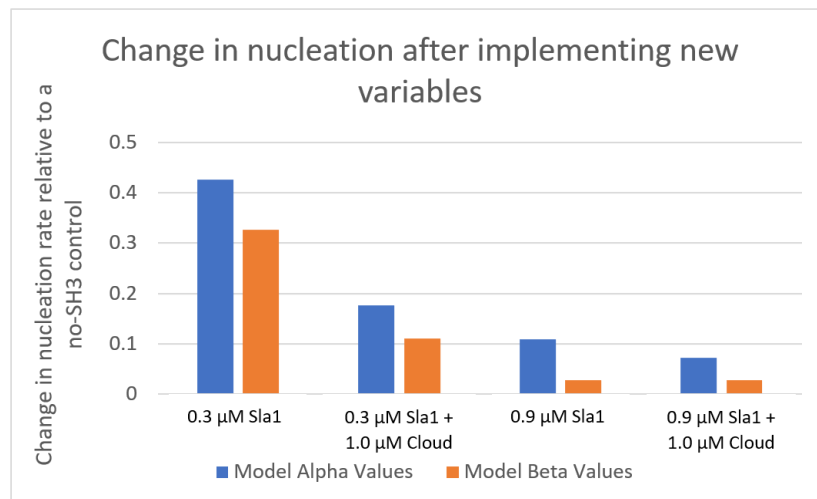 Change in nucleation after implementing new
variables
Change in nucleation rate relative to a
no-SH3 control
0.5
0.4
0.3
0.2
0.1
0
0.3 µM Sla1
0.3 µM Sla1 +
1.0 µM Cloud
0.9 µM Sla1
0.9 µM Sla1 +
1.0 µM Cloud
Model Alpha Values
Model Beta Values